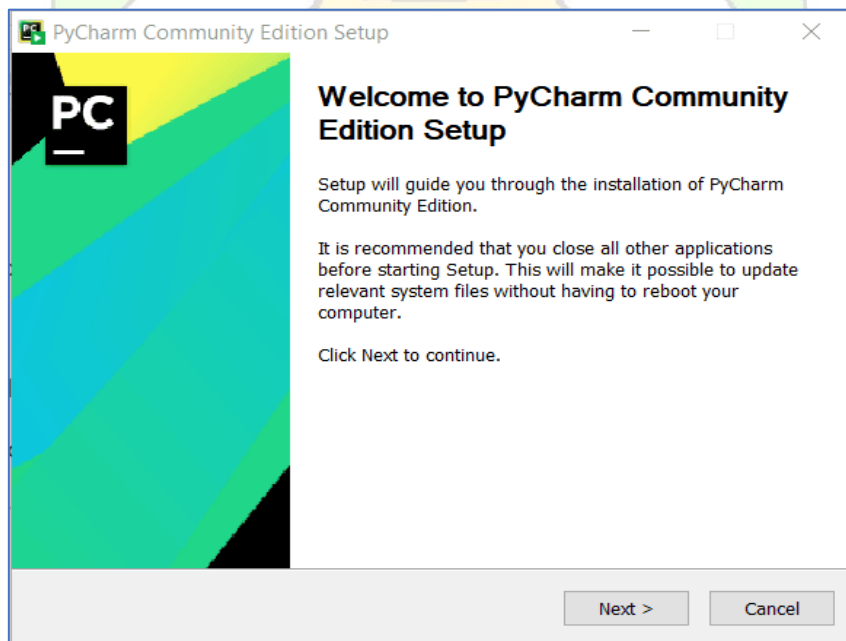 PyCharm Community Edition Setup
PC
Welcome to PyCharm Community
Edition Setup
Setup will guide you through the installation of PyCharm
Community Edition.
It is recommended that you close all other applications
before starting Setup. This will make it possible to update
relevant system files without having to reboot your
computer.
Click Next to continue.
Next >
Cancel